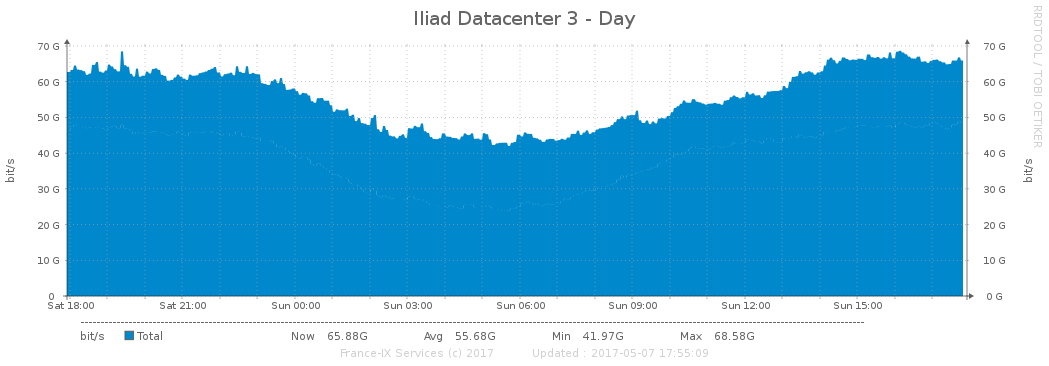 Iliad Datacenter 3 - Day
RRDTOOL / TOBI OETIKER
70 G 70 G
60 G 60 G
50 G 50 G
40 G 40 G
30 G 30 G
20 G 20 G
10 G 10 G
0 0 G
bit/s bit/s
Sat 18:00 Sat 21:00 Sun 00:00 Sun 03:00 Sun 06:00 Sun 09:00 Sun 12:00 Sun 15:00
bit/s Total Now 65.88G Avg 55.68G Min 41.97G Max 68.58G
France-IX Services (c) 2017 Updated : 2017-05-07 17:55:09